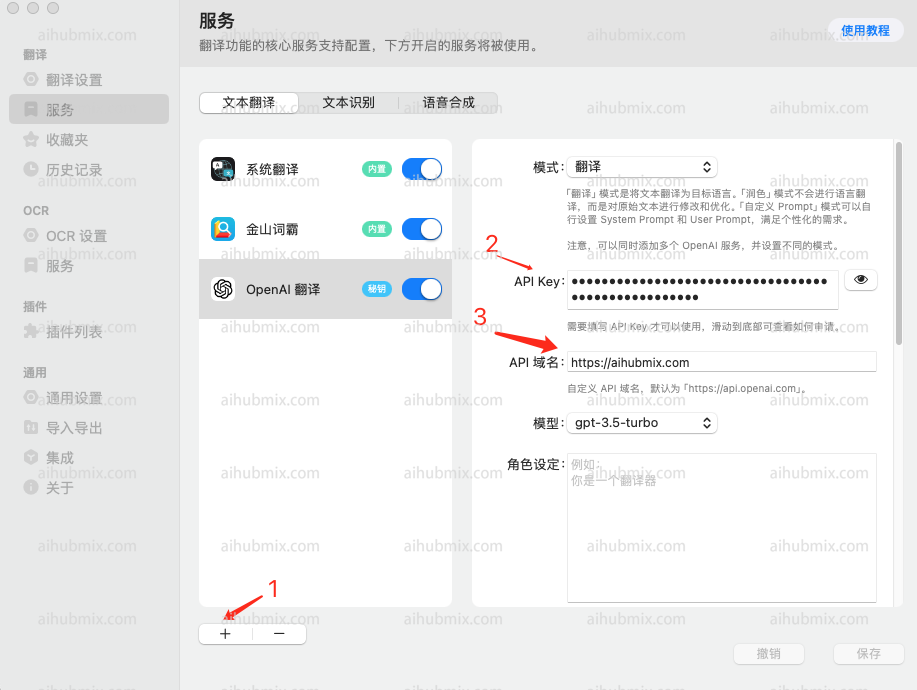 服务
翻译功能的核心服务支持配置，下方开启的服务将被使用。
使用教程
翻译
翻译设置
服务
收藏夹
历史记录
OCR
OCR 设置
服务
插件
插件列表
通用
通用设置
导入导出
集成
关于
文本翻译
文本识别
语音合成
系统翻译
内置
金山词霸
内置
OpenAI 翻译
秘钥
1
+
−
模式:
翻译
「翻译」模式是将文本翻译为目标语言。「润色」模式不会进行语言翻
译，而是对原始文本进行修改和优化。「自定义 Prompt」模式可以自
行设置 System Prompt 和 User Prompt，满足个性化的需求。
注意，可以同时添加多个 OpenAI 服务，并设置不同的模式。
2
API Key:
需要填写 API Key 才可以使用，滑动到底部可查看如何申请。
3
API 域名:
https://aihubmix.com
自定义 API 域名，默认为「https://api.openai.com」。
模型:
gpt-3.5-turbo
角色设定:
例如：
你是一个翻译器
撤销
保存
aihubmix.com